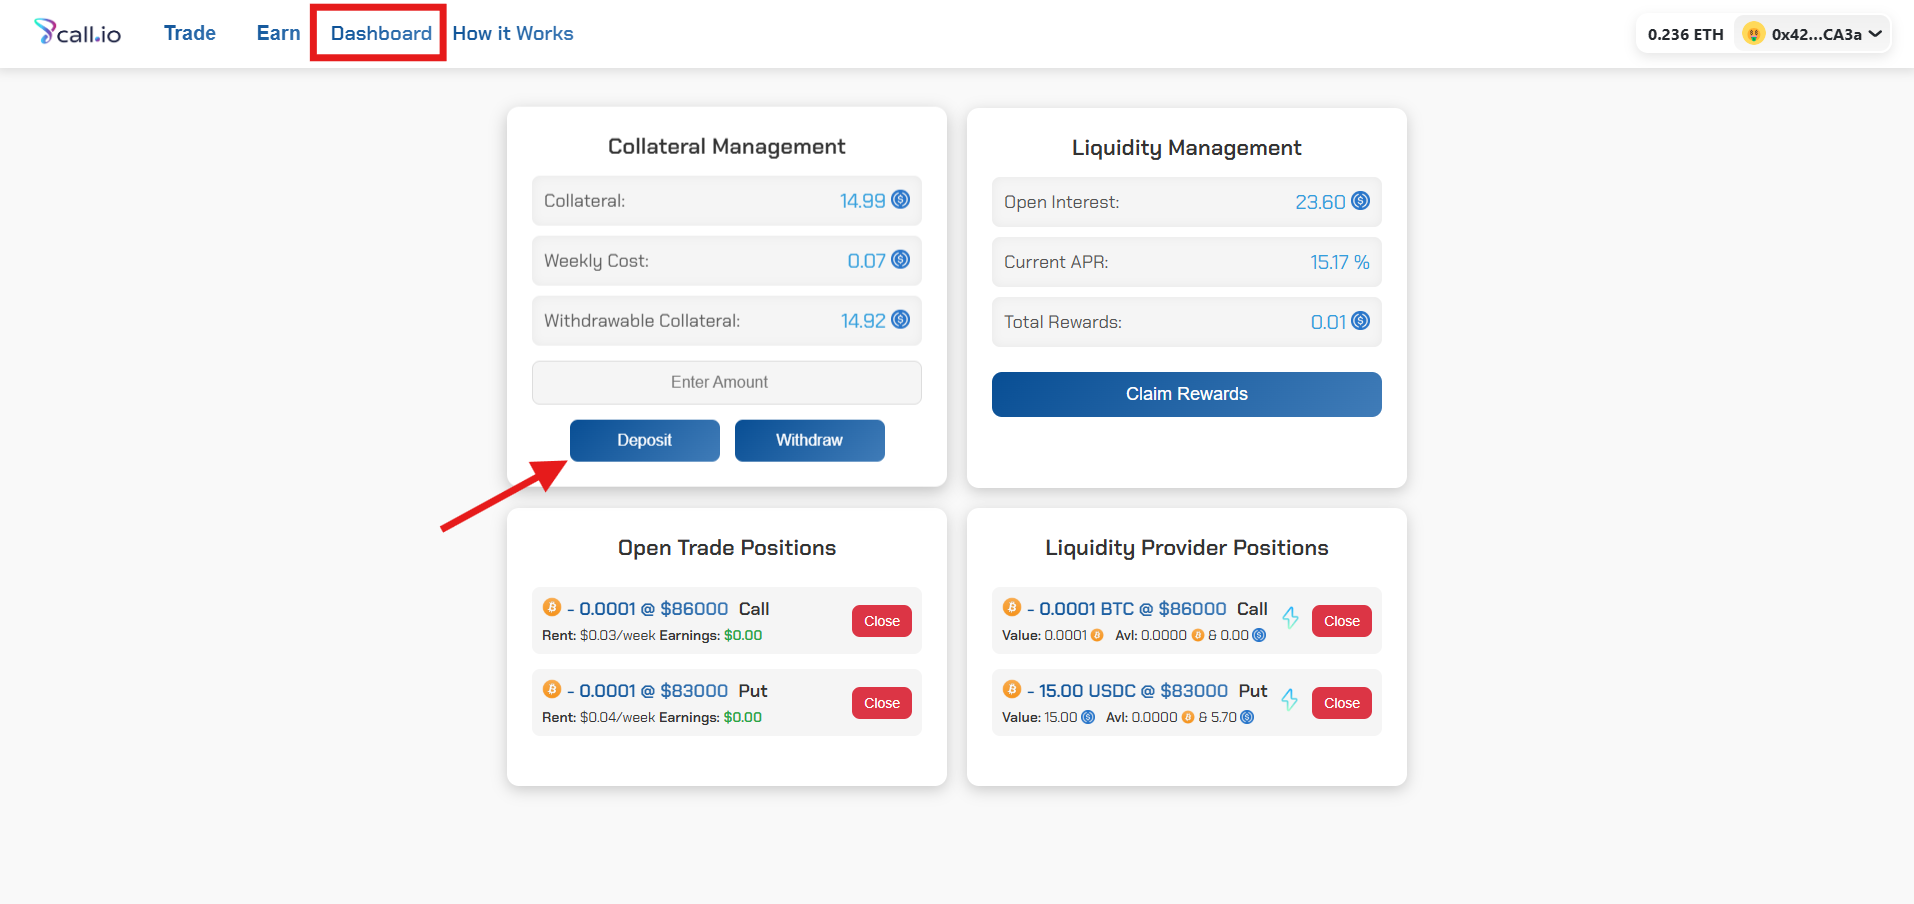 call.io Trade Earn Dashboard How it Works 0.236 ETH 0x42...CA3a
Collateral Management
Collateral: 14.99
Weekly Cost: 0.07
Withdrawable Collateral: 14.92
Enter Amount
Deposit Withdraw
Liquidity Management
Open Interest: 23.60
Current APR: 15.17 %
Total Rewards: 0.01
Claim Rewards
Open Trade Positions
- 0.0001 @ $86000 Call
Rent: $0.03/week Earnings: $0.00
Close
- 0.0001 @ $83000 Put
Rent: $0.04/week Earnings: $0.00
Close
Liquidity Provider Positions
- 0.0001 BTC @ $86000 Call
Value: 0.0001 Avl: 0.0000 & 0.00
Close
- 15.00 USDC @ $83000 Put
Value: 15.00 Avl: 0.0000 & 5.70
Close